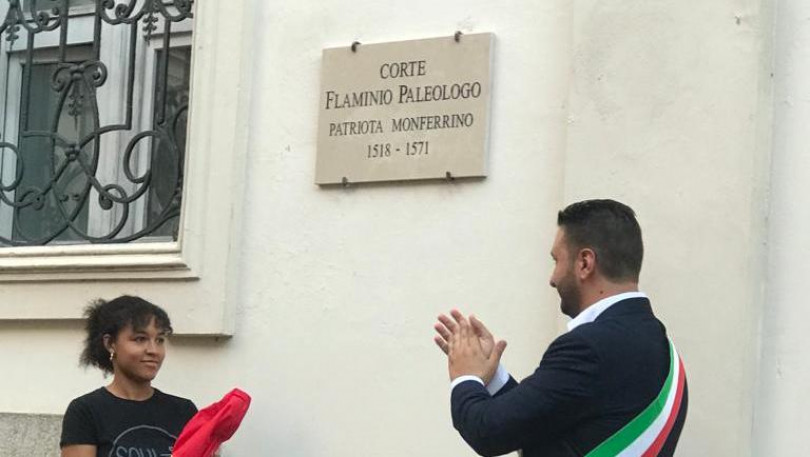 CORTE
FLAMINIO PALEOLOGO
PATRIOTA MONFERRINO
1518 - 1571